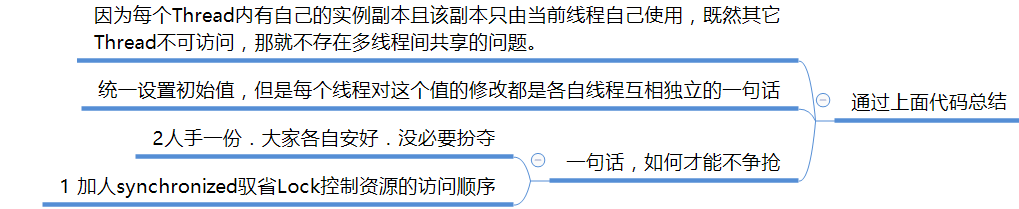 因为每个Thread内有自己的实例副本且该副本只由当前线程自己使用，既然其它
Thread不可访问，那就不存在多线程间共享的问题。
统一设置初始值，但是每个线程对这个值的修改都是各自线程互相独立的一句话
通过上面代码总结
2人手一份．大家各自安好．没必要扮夺
一句话，如何才能不争抢
1 加人synchronized驭省Lock控制资源的访问顺序